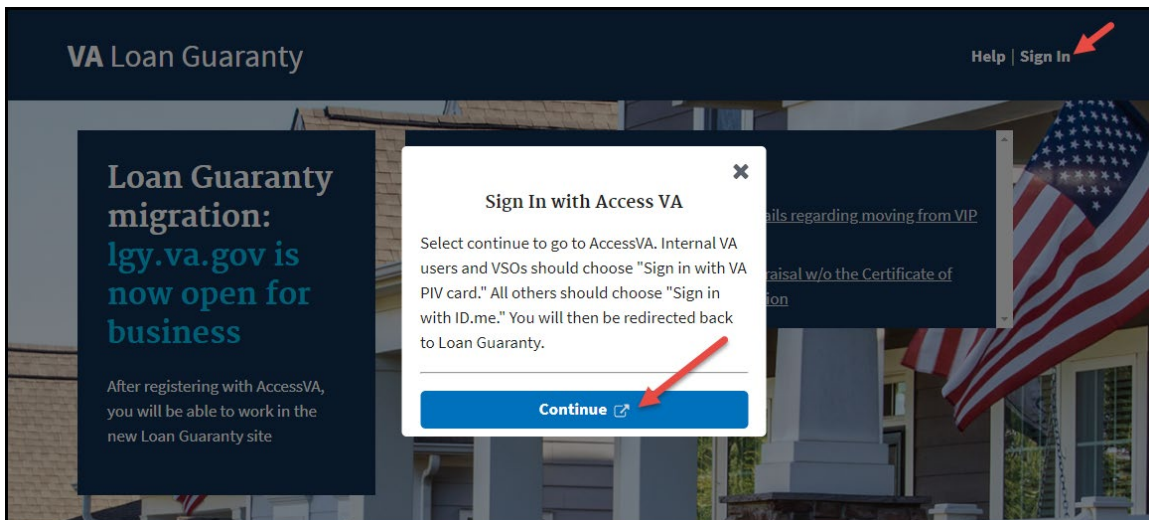 VA Loan Guaranty
Help | Sign In
Loan Guaranty
migration:
lgy.va.gov is
now open for
business
After registering with AccessVA,
you will be able to work in the
new Loan Guaranty site
Sign In with Access VA
Select continue to go to AccessVA. Internal VA
users and VSOs should choose "Sign in with VA
PIV card." All others should choose "Sign in
with ID.me." You will then be redirected back
to Loan Guaranty.
Continue
regarding moving from VIP
w/o the Certificate of